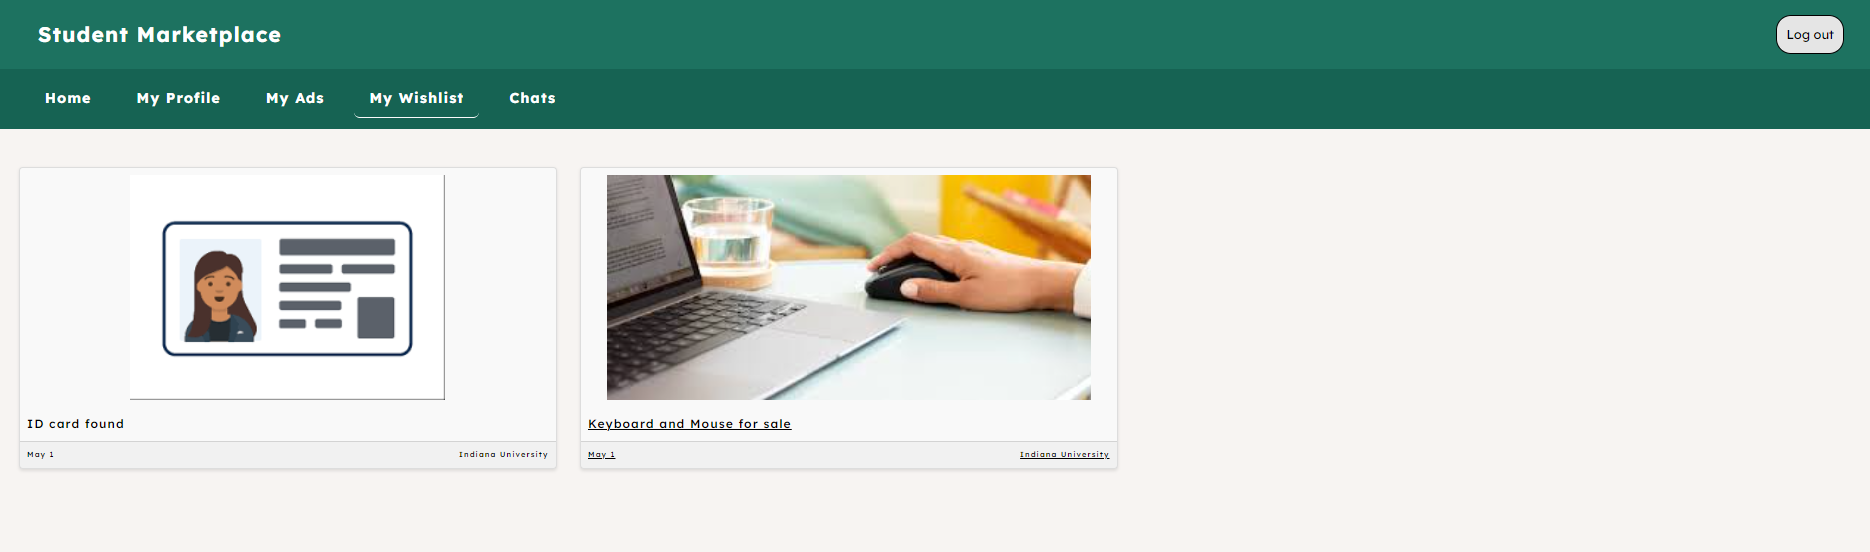 Student Marketplace
Log out
Home
My Profile
My Ads
My Wishlist
Chats
ID card found
May 1
Indiana University
Keyboard and Mouse for sale
May 1
Indiana University